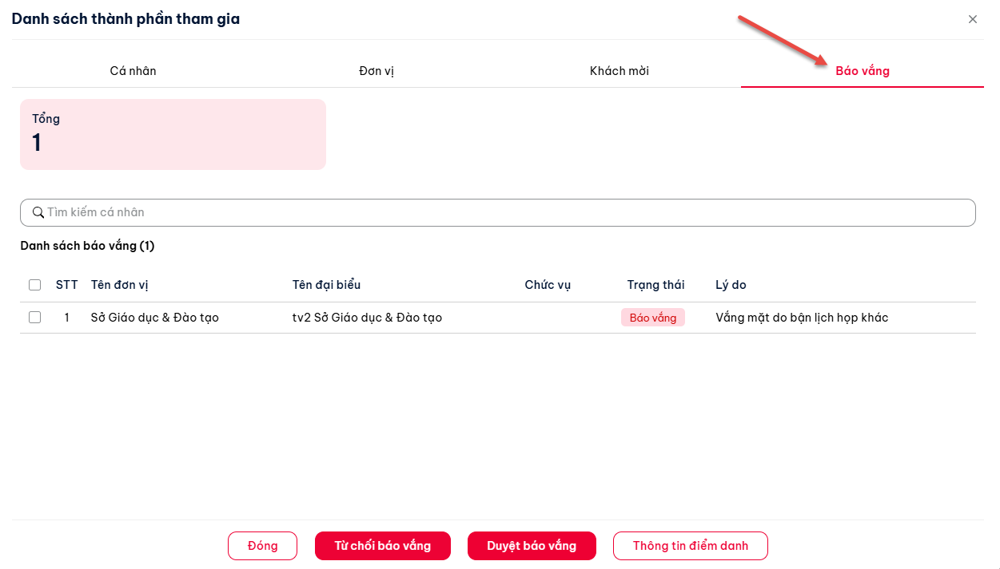 Danh sách thành phần tham gia
Cá nhân Đơn vị Khách mời Báo vắng
Tổng
1
Tìm kiếm cá nhân
Danh sách báo vắng (1)
STT Tên đơn vị Tên đại biểu Chức vụ Trạng thái Lý do
1 Sở Giáo dục & Đào tạo tv2 Sở Giáo dục & Đào tạo Báo vắng Vắng mặt do bận lịch họp khác
Đóng Từ chối báo vắng Duyệt báo vắng Thông tin điểm danh